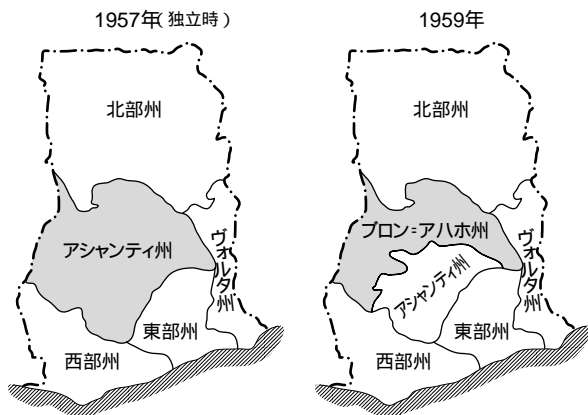 1957年(独立時)
北部州
アシャンティ州
ヴォルタ州
東部州
西部州
1959年
北部州
ブロン=アハホ州
アシャンティ州
ヴォルタ州
東部州
西部州